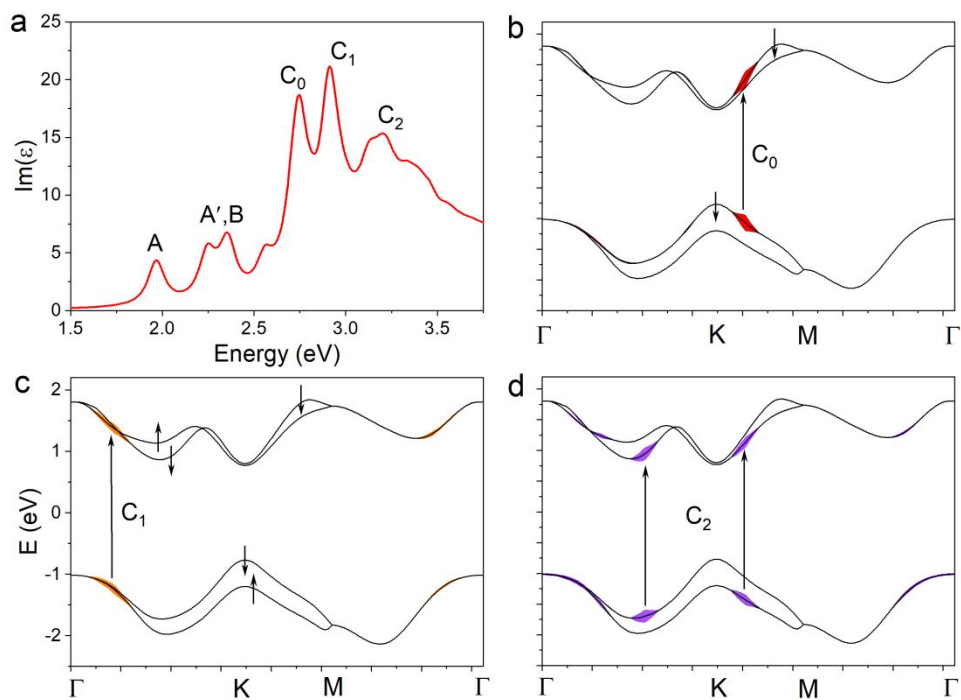 a
25
20
15
10
5
0
Im(ε)
A
A′,B
C₀
C₁
C₂
1.5 2.0 2.5 3.0 3.5
Energy (eV)
b
C₀
Γ K M Γ
c
2
1
0
-1
-2
E (eV)
C₁
Γ K M Γ
d
C₂
Γ K M Γ